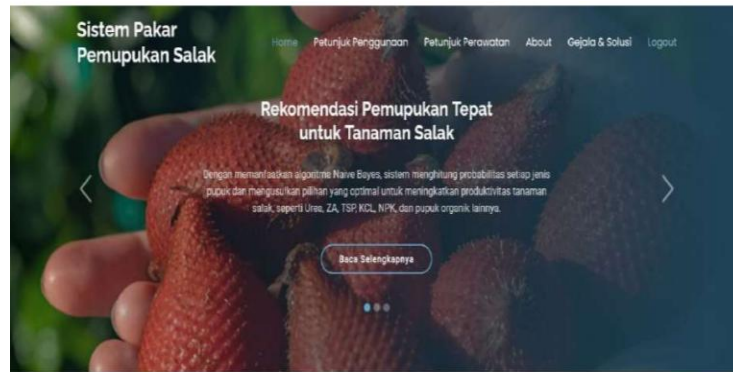 Sistem Pakar
Pemupukan Salak
Home Petunjuk Penggunaan Petunjuk Perawatan About Gejala & Solusi Logout
Rekomendasi Pemupukan Tepat
untuk Tanaman Salak
Dengan memanfaatkan algoritme Naive Bayes, sistem menghitung probabilitas setiap jenis
pupuk dan mengusulkan pilihan yang optimal untuk meningkatkan produktivitas tanaman
salak, seperti Urea, ZA, TSP, KCL, NPK, dan pupuk organik lainnya.
Baca Selengkapnya